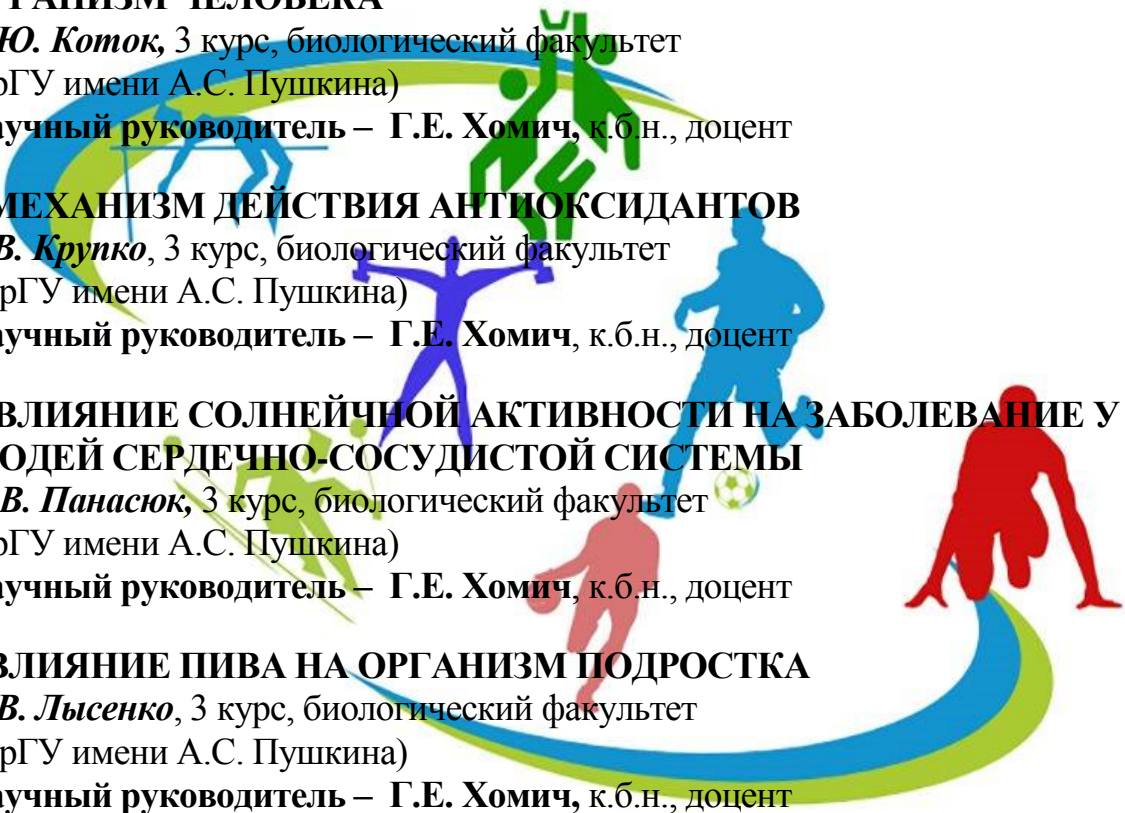 РГАНИЗМ ЧЕЛОВЕКА
Ю. Коток, 3 курс, биологический факультет
рГУ имени А.С. Пушкина)
аучный руководитель – Г.Е. Хомич, к.б.н., доцент
МЕХАНИЗМ ДЕЙСТВИЯ АНТИОКСИДАНТОВ
В. Крупко, 3 курс, биологический факультет
рГУ имени А.С. Пушкина)
аучный руководитель – Г.Е. Хомич, к.б.н., доцент
ВЛИЯНИЕ СОЛНЕЙЧНОЙ АКТИВНОСТИ НА ЗАБОЛЕВАНИЕ У
ЮДЕЙ СЕРДЕЧНО-СОСУДИСТОЙ СИСТЕМЫ
В. Панасюк, 3 курс, биологический факультет
рГУ имени А.С. Пушкина)
аучный руководитель – Г.Е. Хомич, к.б.н., доцент
ВЛИЯНИЕ ПИВА НА ОРГАНИЗМ ПОДРОСТКА
В. Лысенко, 3 курс, биологический факультет
рГУ имени А.С. Пушкина)
аучный руководитель – Г.Е. Хомич, к.б.н., доцент